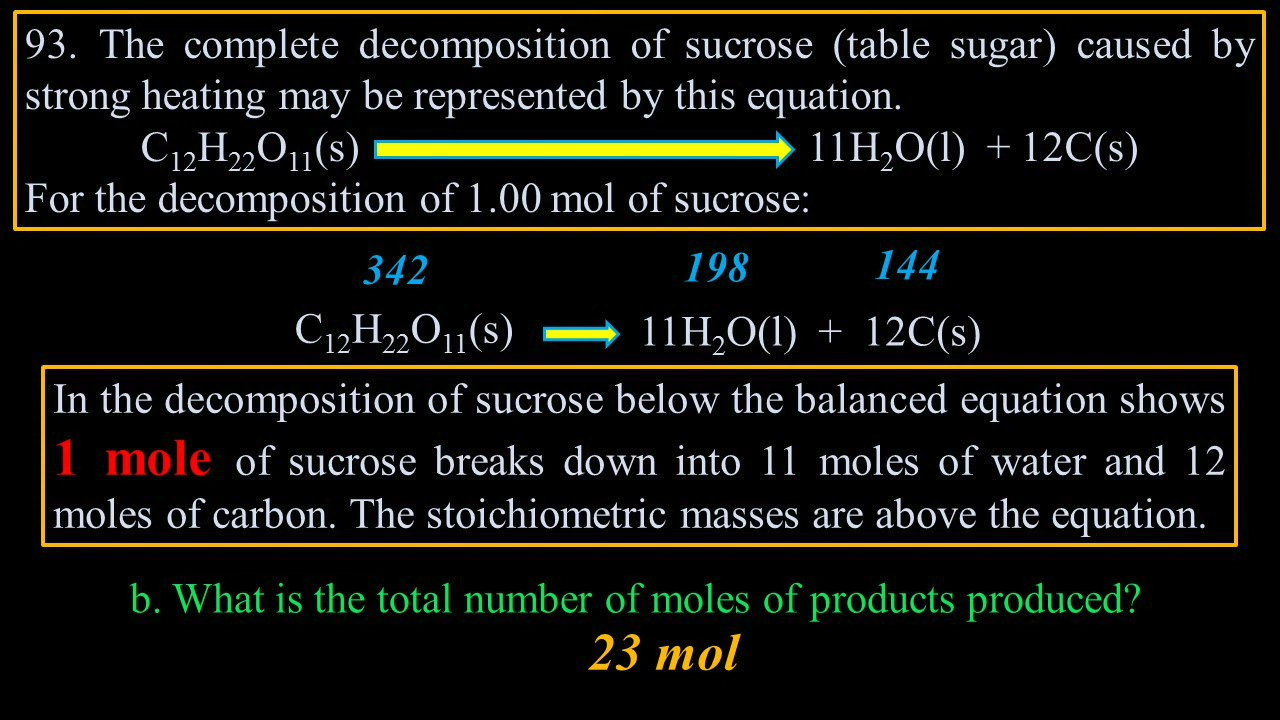 93. The complete decomposition of sucrose (table sugar) caused by
strong heating may be represented by this equation.
C₁₂H₂₂O₁₁(s) 11H₂O(l) + 12C(s)
For the decomposition of 1.00 mol of sucrose:
342 198 144
C₁₂H₂₂O₁₁(s) 11H₂O(l) + 12C(s)
In the decomposition of sucrose below the balanced equation shows
1 mole of sucrose breaks down into 11 moles of water and 12
moles of carbon. The stoichiometric masses are above the equation.
b. What is the total number of moles of products produced?
23 mol